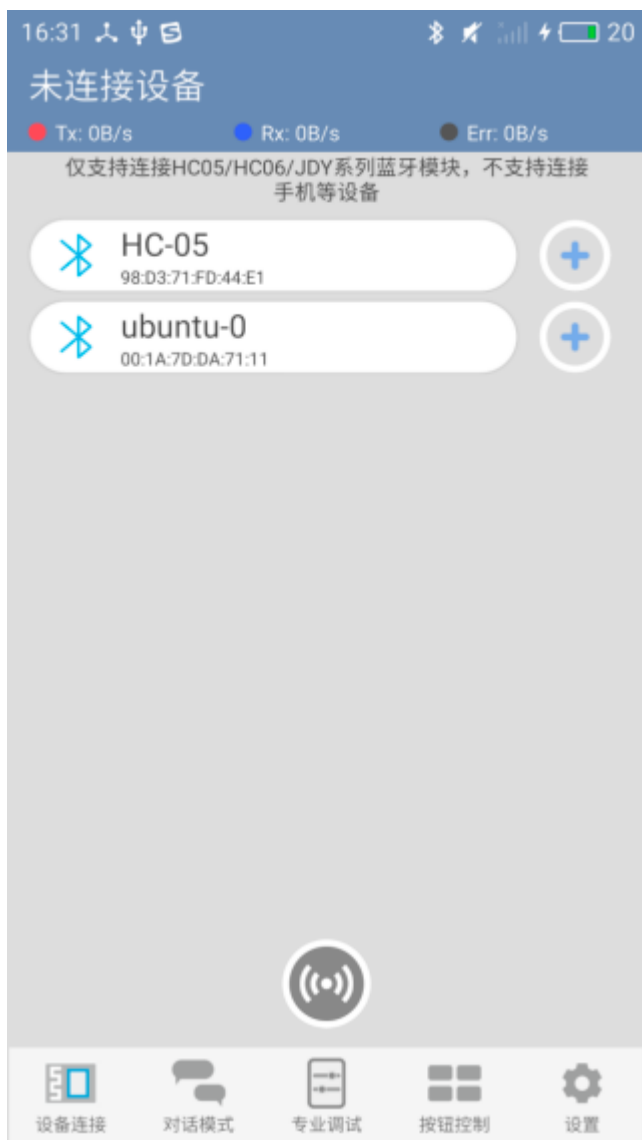 16:31 20
未连接设备
Tx: 0B/s Rx: 0B/s Err: 0B/s
仅支持连接HC05/HC06/JDY系列蓝牙模块，不支持连接
手机等设备
HC-05
98:D3:71:FD:44:E1
ubuntu-0
00:1A:7D:DA:71:11
设备连接 对话模式 专业调试 按钮控制 设置